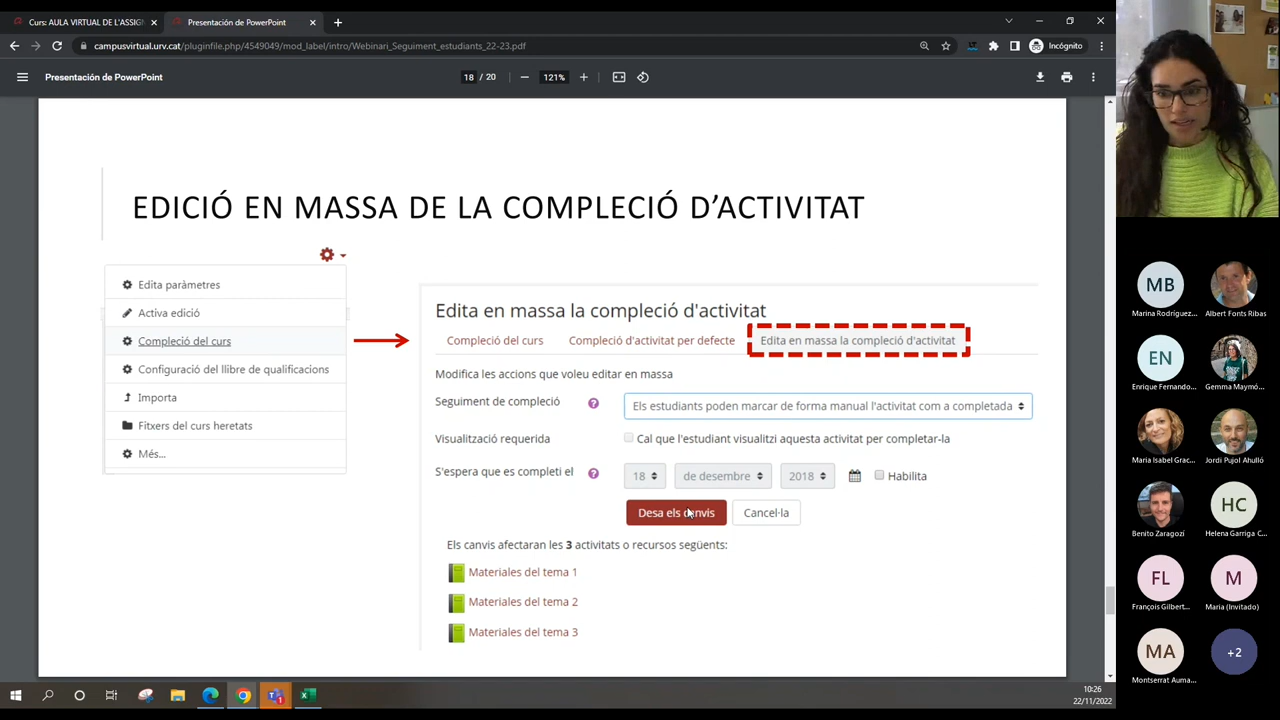 Curs: AULA VIRTUAL DE L'ASSIGN
Presentación de PowerPoint
campusvirtual.urv.cat/pluginfile.php/4549049/mod_label/intro/Webinari_Seguiment_estudiants_22-23.pdf
Incógnito
Presentación de PowerPoint
18 / 20
121%
EDICIÓ EN MASSA DE LA COMPLECIÓ D'ACTIVITAT
Edita paràmetres
Activa edició
Compleció del curs
Configuració del llibre de qualificacions
Importa
Fitxers del curs heretats
Més...
Edita en massa la compleció d'activitat
Compleció del curs
Compleció d'activitat per defecte
Edita en massa la compleció d'activitat
Modifica les accions que voleu editar en massa
Seguiment de compleció
Els estudiants poden marcar de forma manual l'activitat com a completada
Visualització requerida
Cal que l'estudiant visualitzi aquesta activitat per completar-la
S'espera que es completi el
18
de desembre
2018
Habilita
Desa els canvis
Cancel·la
Els canvis afectaran les 3 activitats o recursos següents:
Materiales del tema 1
Materiales del tema 2
Materiales del tema 3
MB
Marina Rodríguez...
Albert Fonts Ribas
EN
Enrique Fernando...
Gemma Maymó...
Maria Isabel Grac...
Jordi Pujol Ahulló
Benito Zaragozí
HC
Helena Garriga C...
FL
François Gilbert...
M
Maria (Invitado)
MA
Montserrat Auma...
+2
10:26
22/11/2022